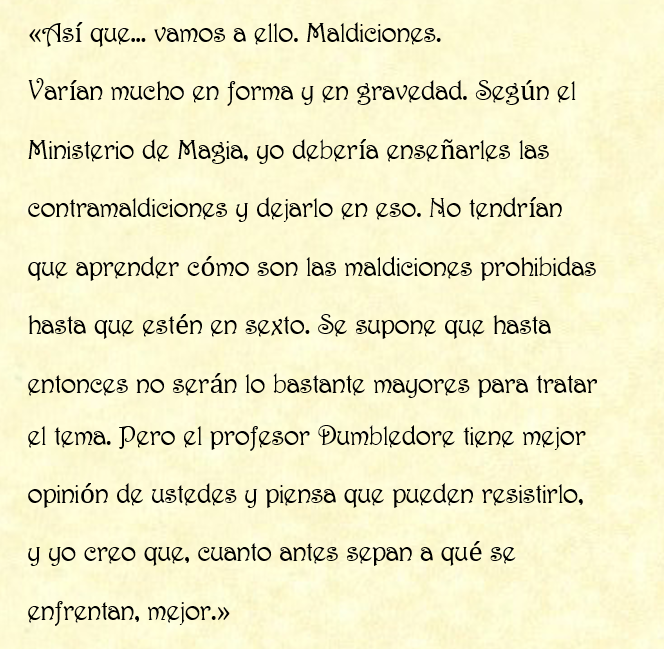 «Así que... vamos a ello. Maldiciones.
Varían mucho en forma y en gravedad. Según el
Ministerio de Magia, yo debería enseñarles las
contramaldiciones y dejarlo en eso. No tendrían
que aprender cómo son las maldiciones prohibidas
hasta que estén en sexto. Se supone que hasta
entonces no serán lo bastante mayores para tratar
el tema. Pero el profesor Dumbledore tiene mejor
opinión de ustedes y piensa que pueden resistirlo,
y yo creo que, cuanto antes sepan a qué se
enfrentan, mejor.»